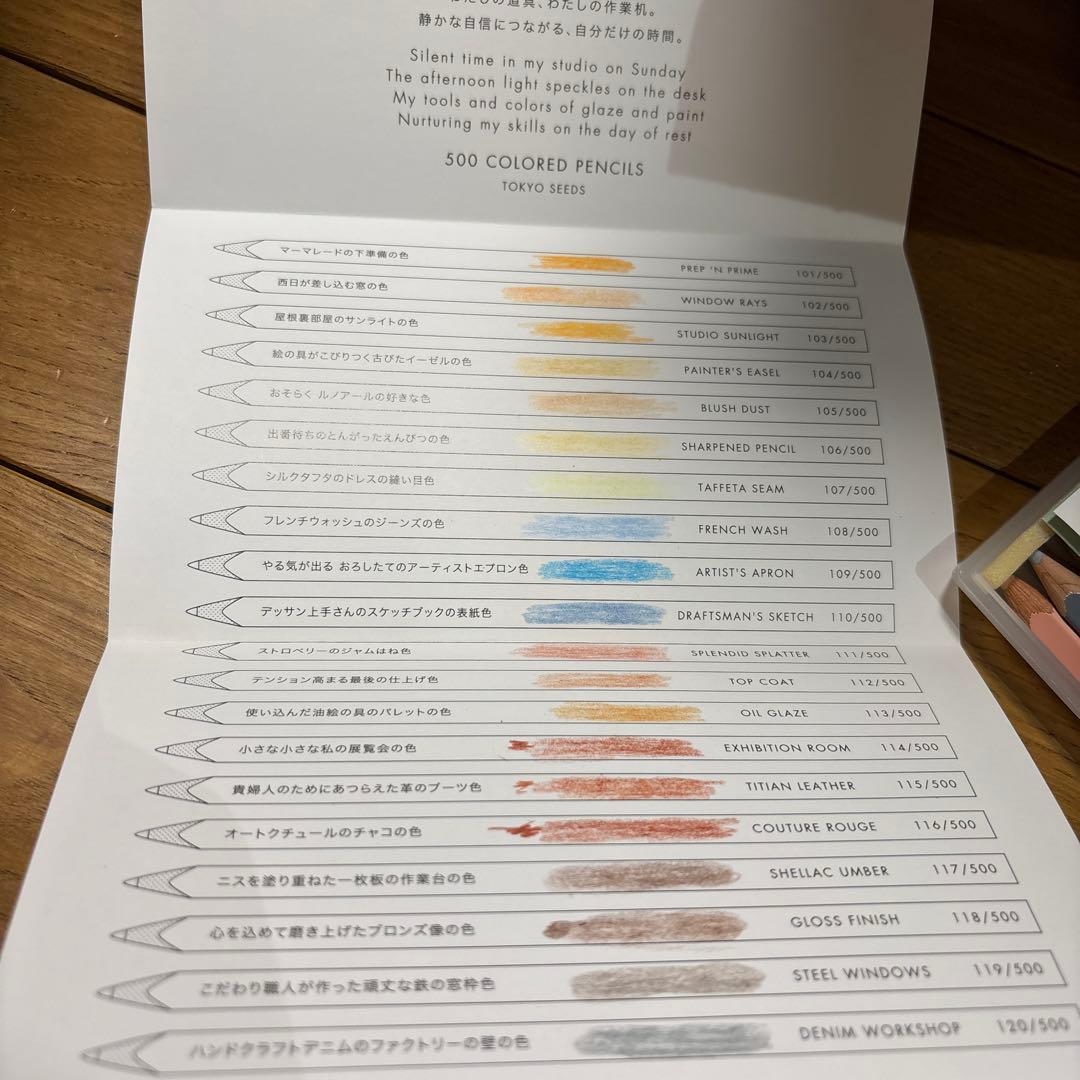 わたしの道具、わたしの作業机。
静かな自信につながる、自分だけの時間。
Silent time in my studio on Sunday
The afternoon light speckles on the desk
My tools and colors of glaze and paint
Nurturing my skills on the day of rest
500 COLORED PENCILS
TOKYO SEEDS
マーマレードの下準備の色 PREP 'N PRIME 101/500
西日が差し込む窓の色 WINDOW RAYS 102/500
屋根裏部屋のサンライトの色 STUDIO SUNLIGHT 103/500
絵の具がこびりつく古びたイーゼルの色 PAINTER'S EASEL 104/500
おそらく ルノアールの好きな色 BLUSH DUST 105/500
出番待ちのとんがったえんぴつの色 SHARPENED PENCIL 106/500
シルクタフタのドレスの縫い目色 TAFFETA SEAM 107/500
フレンチウォッシュのジーンズの色 FRENCH WASH 108/500
やる気が出る おろしたてのアーティストエプロン色 ARTIST'S APRON 109/500
デッサン上手さんのスケッチブックの表紙色 DRAFTSMAN'S SKETCH 110/500
ストロベリーのジャムはね色 SPLENDID SPLATTER 111/500
テンション高まる最後の仕上げ色 TOP COAT 112/500
使い込んだ油絵の具のパレットの色 OIL GLAZE 113/500
小さな小さな私の展覧会の色 EXHIBITION ROOM 114/500
貴婦人のためにあつらえた革のブーツ色 TITIAN LEATHER 115/500
オートクチュールのチャコの色 COUTURE ROUGE 116/500
ニスを塗り重ねた一枚板の作業台の色 SHELLAC UMBER 117/500
心を込めて磨き上げたブロンズ像の色 GLOSS FINISH 118/500
こだわり職人が作った頑丈な鉄の窓枠色 STEEL WINDOWS 119/500
ハンドクラフトデニムのファクトリーの壁の色 DENIM WORKSHOP 120/500